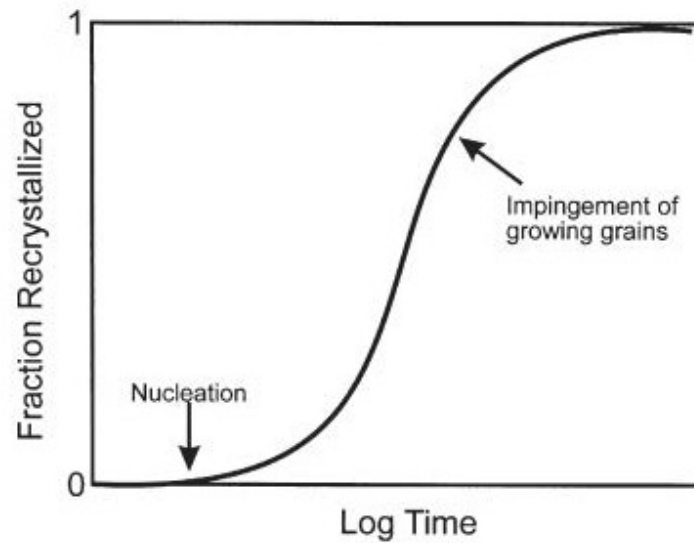 1
Fraction Recrystallized
Nucleation
Impingement of
growing grains
0
Log Time